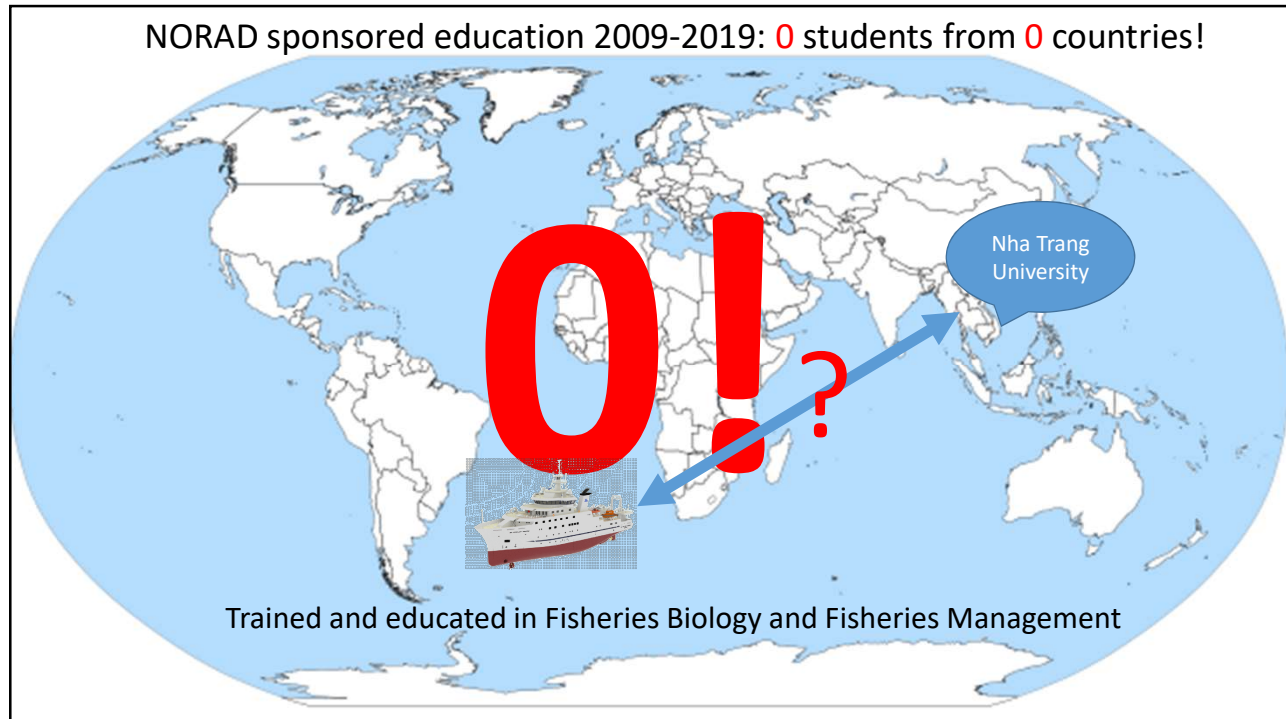 NORAD sponsored education 2009-2019: 0 students from 0 countries!
0!
?
Nha Trang
University
Trained and educated in Fisheries Biology and Fisheries Management